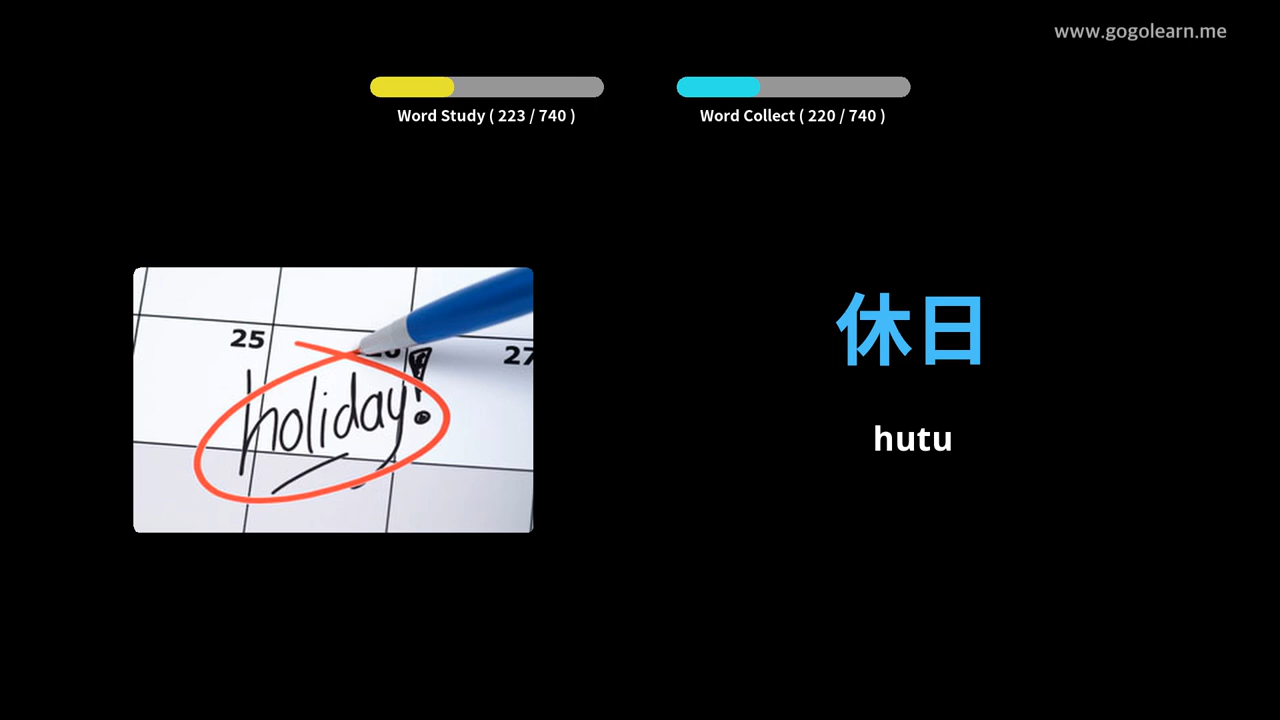 www.gogolearn.me
Word Study ( 223 / 740 )
Word Collect ( 220 / 740 )
25
27
holiday!
休日
hutu